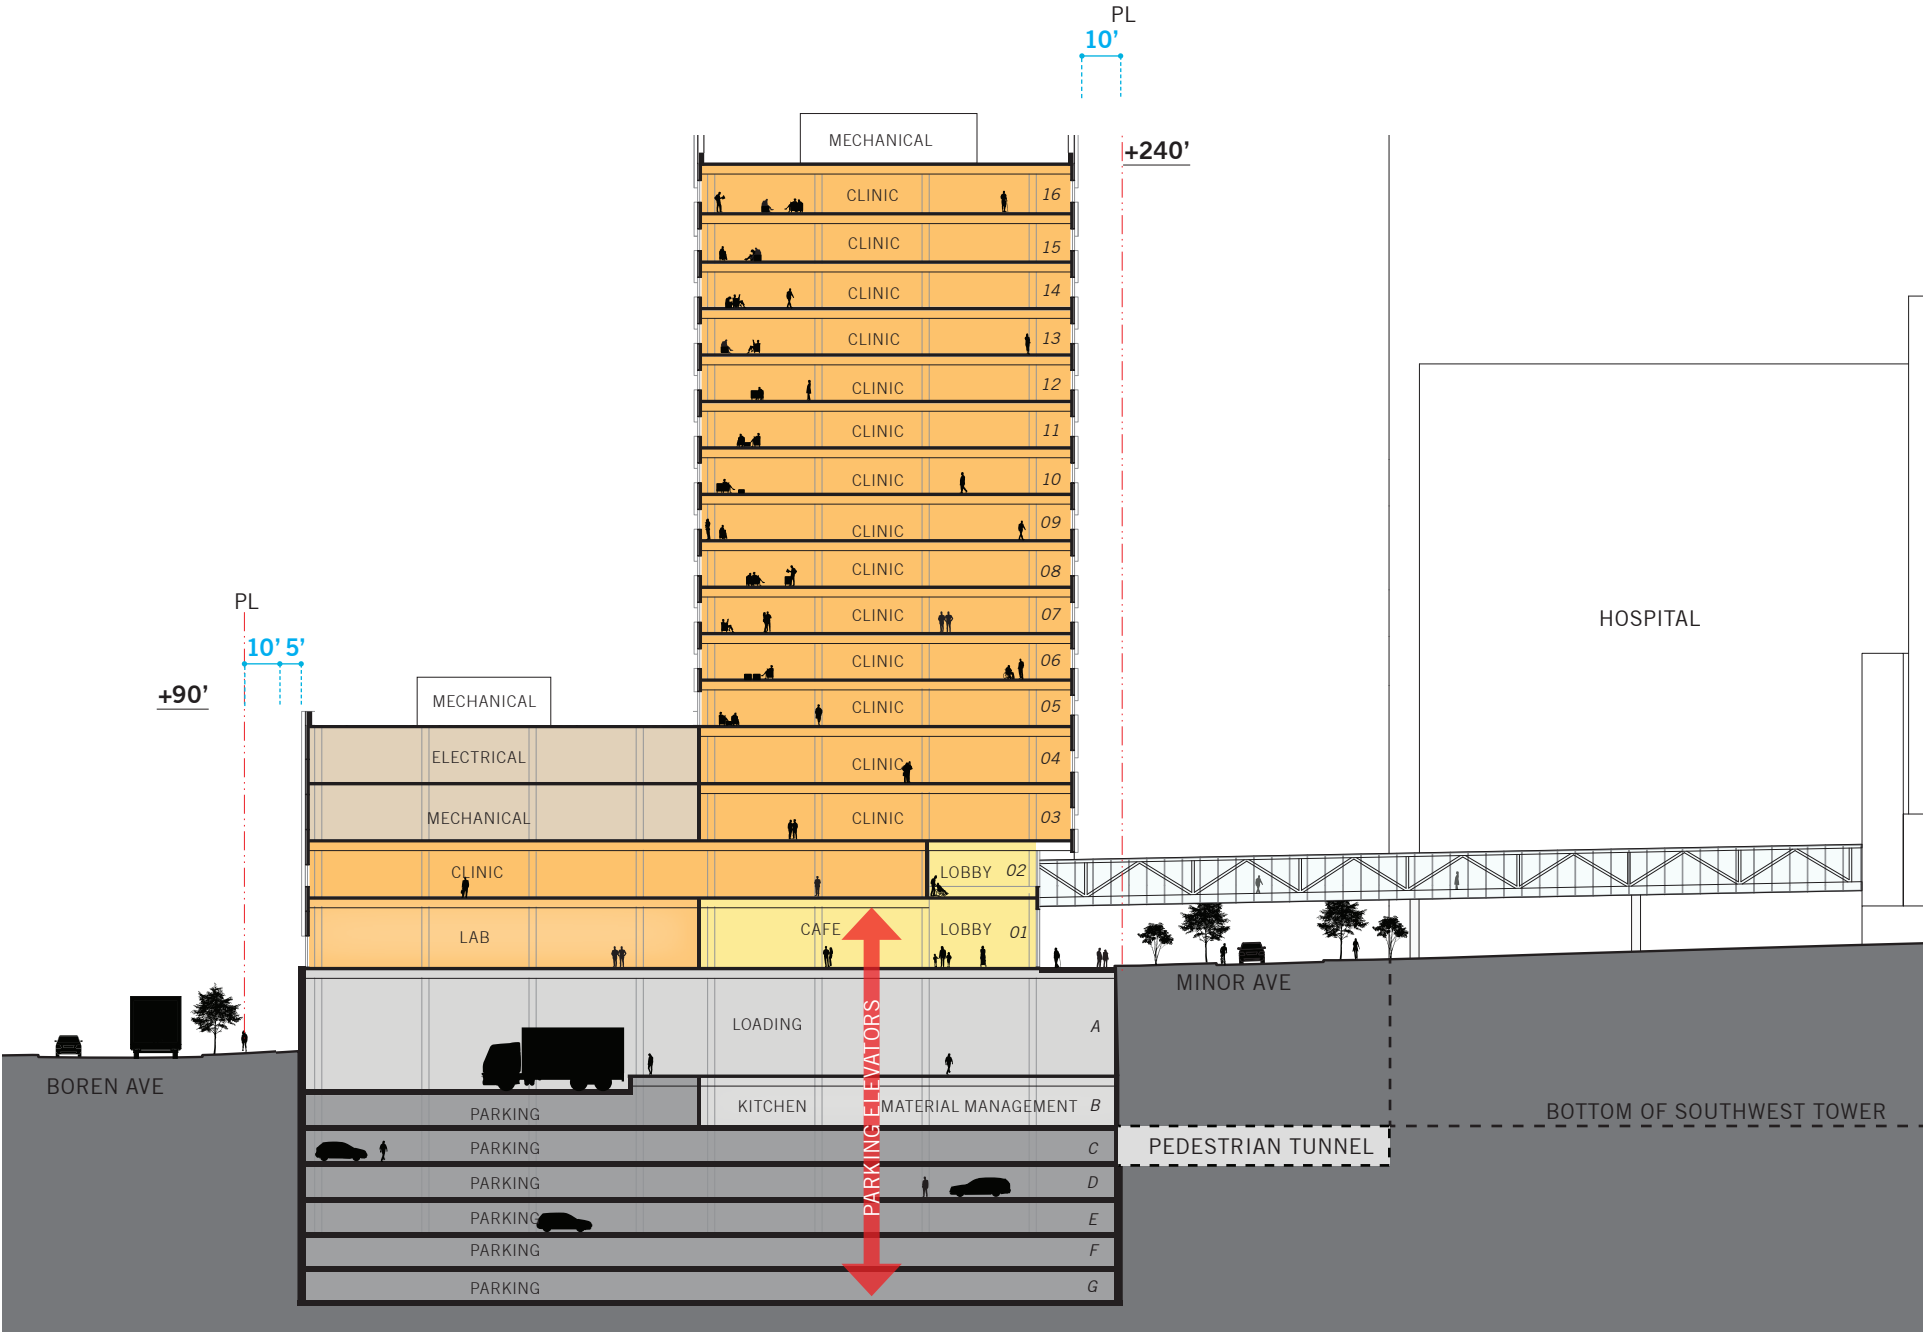 PL
10’
+240’
MECHANICAL
CLINIC 16
CLINIC 15
CLINIC 14
CLINIC 13
CLINIC 12
CLINIC 11
CLINIC 10
CLINIC 09
CLINIC 08
CLINIC 07
CLINIC 06
CLINIC 05
CLINIC 04
CLINIC 03
HOSPITAL
PL
10’ 5’
+90’
MECHANICAL
ELECTRICAL
MECHANICAL
CLINIC LOBBY 02
LAB CAFE LOBBY 01
MINOR AVE
LOADING A
BOREN AVE
PARKING KITCHEN MATERIAL MANAGEMENT B
BOTTOM OF SOUTHWEST TOWER
PARKING C
PEDESTRIAN TUNNEL
PARKING D
PARKING E
PARKING F
PARKING G
PARKING ELEVATORS